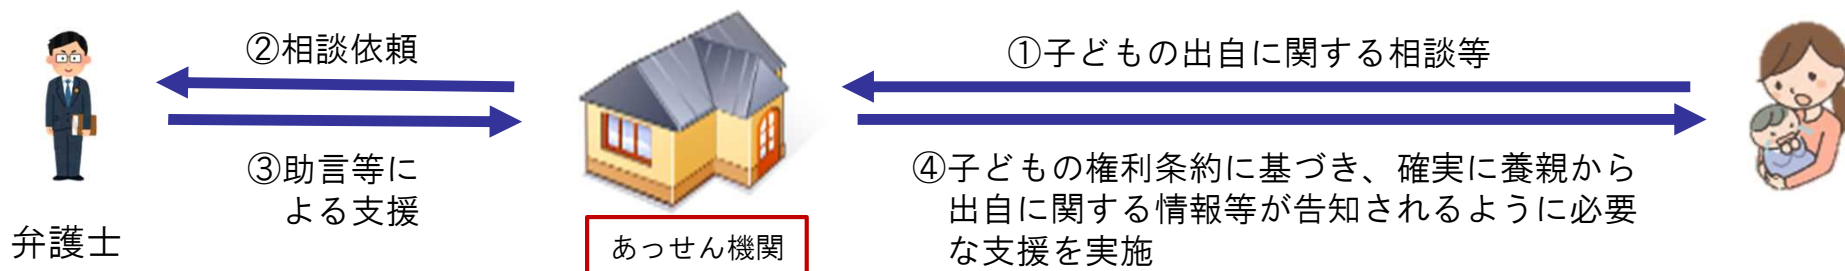 ②相談依頼
①子どもの出自に関する相談等
③助言等に
よる支援
④子どもの権利条約に基づき、確実に養親から
出自に関する情報等が告知されるように必要
な支援を実施
弁護士
あっせん機関